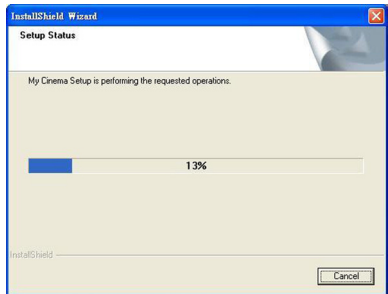 InstallShield Wizard
Setup Status
My Cinema Setup is performing the requested operations.
13%
InstallShield
Cancel